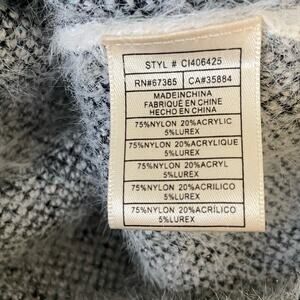 STYL # CI406425
RN#67365 CA#35884
MADEINCHINA
FABRIQUÉ EN CHINE
HECHO EN CHINA
75%NYLON 20%ACRYLIC
5%LUREX
75%NYLON 20%ACRYLIQUE
5%LUREX
75%NYLON 20%ACRYL
5%LUREX
75%NYLON 20%ACRILICO
5%LUREX
75%NYLON 20%ACRÍLICO
5%LUREX